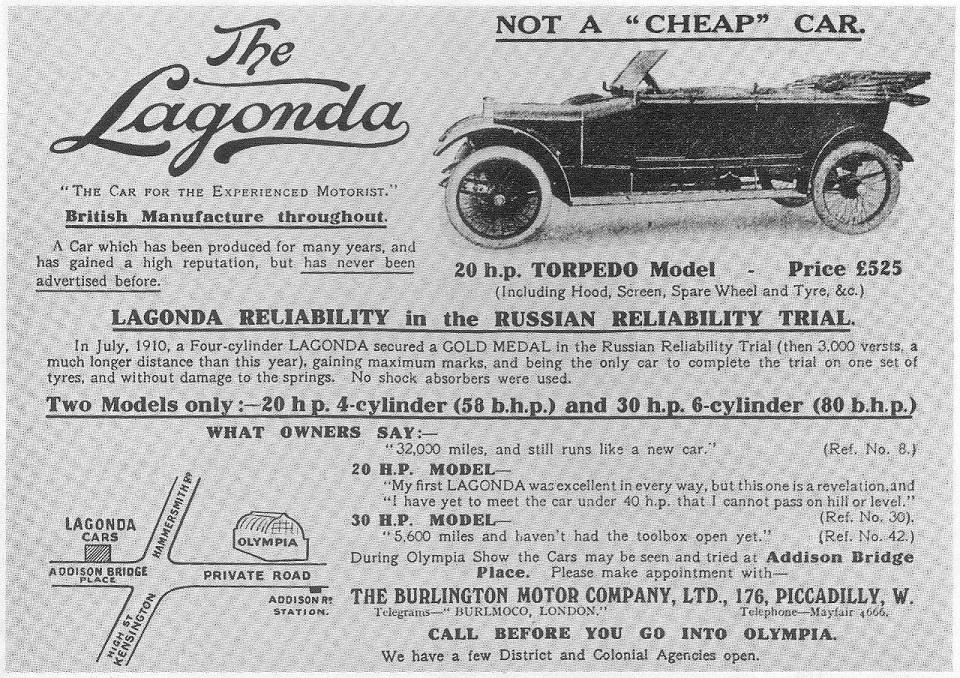 The
Lagonda
"THE CAR FOR THE EXPERIENCED MOTORIST."
British Manufacture throughout.
A Car which has been produced for many years, and
has gained a high reputation, but has never been
advertised before.
NOT A "CHEAP" CAR.
20 h.p. TORPEDO Model - Price £525
(Including Hood, Screen, Spare Wheel and Tyre, &c.)
LAGONDA RELIABILITY in the RUSSIAN RELIABILITY TRIAL.
In July, 1910, a Four-cylinder LAGONDA secured a GOLD MEDAL in the Russian Reliability Trial (then 3,000 versts, a
much longer distance than this year), gaining maximum marks, and being the only car to complete the trial on one set of
tyres, and without damage to the springs. No shock absorbers were used.
Two Models only :—20 h p. 4-cylinder (58 b.h.p.) and 30 h.p. 6-cylinder (80 b.h.p.)
WHAT OWNERS SAY:—
"32,000 miles, and still runs like a new car." (Ref. No. 8.)
20 H.P. MODEL—
"My first LAGONDA was excellent in every way, but this one is a revelation, and
"I have yet to meet the car under 40 h.p. that I cannot pass on hill or level."
(Ref. No. 30).
30 H.P. MODEL—
"5,600 miles and haven't had the toolbox open yet." (Ref. No. 42.)
During Olympia Show the Cars may be seen and tried at Addison Bridge
Place. Please make appointment with—
THE BURLINGTON MOTOR COMPANY, LTD., 176, PICCADILLY, W.
Telegrams—" BURLMOCO, LONDON." Telephone—Mayfair 4666.
CALL BEFORE YOU GO INTO OLYMPIA.
We have a few District and Colonial Agencies open.
LAGONDA
CARS
HAMMERSMITH RD
OLYMPIA
ADDISON BRIDGE
PLACE
PRIVATE ROAD
ADDISON RD
STATION.
HIGH ST
KENSINGTON